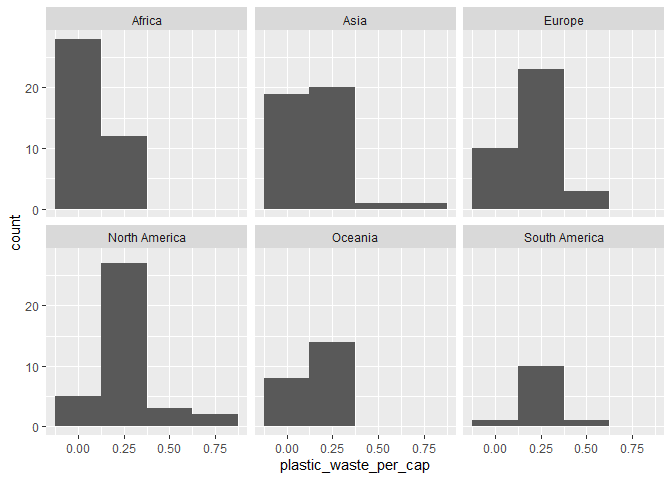 Africa Asia Europe
20
10
0
count
North America Oceania South America
20
10
0
0.00 0.25 0.50 0.75 0.00 0.25 0.50 0.75 0.00 0.25 0.50 0.75
plastic_waste_per_cap